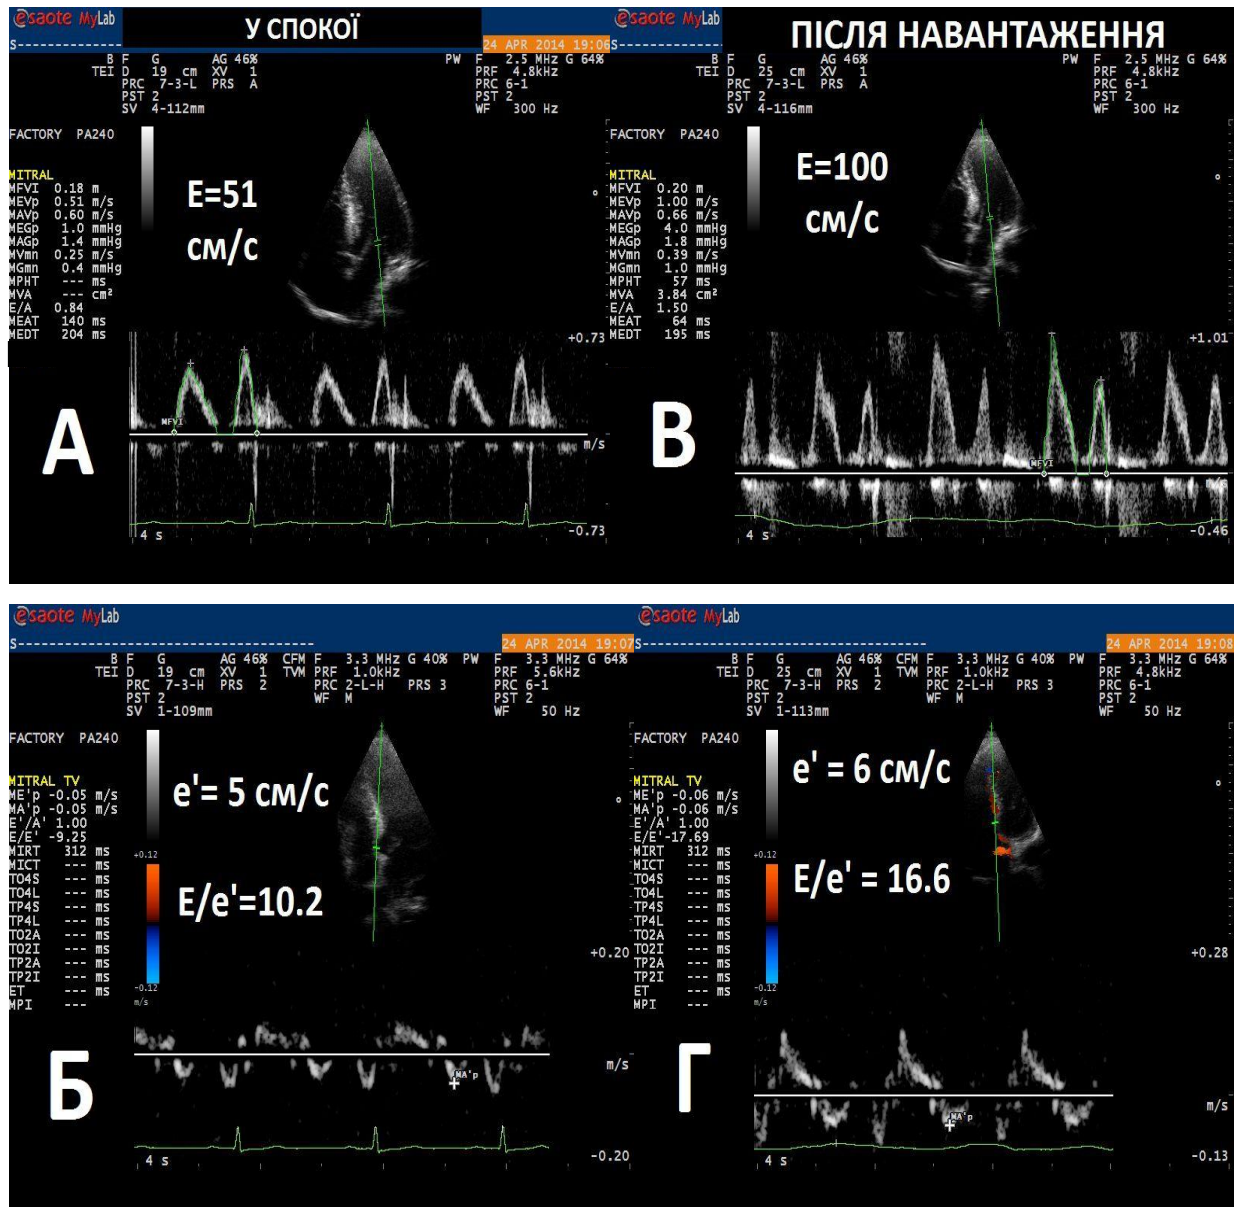 esaote MyLab
У СПОКОЇ
S--------------- 24 APR 2014 19:06
B F G AG 46% PW F 2.5 MHz G 64%
TEI D 19 cm XV 1 PRF 4.8kHz
PRC 7-3-L PRS A PRC 6-1
PST 2 PST 2
SV 4-112mm WF 300 Hz
FACTORY PA240
MITRAL
MFVI 0.18 m
MEVp 0.51 m/s
MAVp 0.60 m/s
MEGp 1.0 mmHg
MAGp 1.4 mmHg
MVmn 0.25 m/s
MGmn 0.4 mmHg
MPHT --- ms
MVA --- cm²
E/A 0.84
MEAT 140 ms
MEDT 204 ms
E=51
см/с
+0.73
MFVI
А
m/s
-0.73
4 s
esaote MyLab
ПІСЛЯ НАВАНТАЖЕННЯ
S---------------
B F G AG 46% PW F 2.5 MHz G 64%
TEI D 25 cm XV 1 PRF 4.8kHz
PRC 7-3-L PRS A PRC 6-1
PST 2 PST 2
SV 4-116mm WF 300 Hz
FACTORY PA240
MITRAL
MFVI 0.20 m
MEVp 1.00 m/s
MAVp 0.66 m/s
MEGp 4.0 mmHg
MAGp 1.8 mmHg
MVmn 0.39 m/s
MGmn 1.0 mmHg
MPHT 57 ms
MVA 3.84 cm²
E/A 1.50
MEAT 64 ms
MEDT 195 ms
E=100
см/с
+1.01
В
MFVI
m/s
-0.46
4 s
esaote MyLab
S------------------------------------ 24 APR 2014 19:07
B F G AG 46% CFM F 3.3 MHz G 40% PW F 3.3 MHz G 64%
TEI D 19 cm XV 1 TVM PRF 1.0kHz PRF 5.6kHz
PRC 7-3-H PRS 2 PRC 2-L-H PRS 3 PRC 6-1
PST 2 WF M PST 2
SV 1-109mm WF 50 Hz
FACTORY PA240
MITRAL TV
ME'p -0.05 m/s
MA'p -0.05 m/s
E'/A' 1.00
E/E' -9.25
MIRT 312 ms
MICT --- ms
TO4S --- ms
TO4L --- ms
TP4S --- ms
TP4L --- ms
TO2A --- ms
TO2I --- ms
TP2A --- ms
TP2I --- ms
ET --- ms
MPI ---
e'= 5 см/с
+0.12
E/e'=10.2
-0.12
m/s
+0.20
Б
MA'p
m/s
-0.20
4 s
esaote MyLab
S------------------------------------ 24 APR 2014 19:08
B F G AG 46% CFM F 3.3 MHz G 40% PW F 3.3 MHz G 64%
TEI D 25 cm XV 1 TVM PRF 1.0kHz PRF 4.8kHz
PRC 7-3-H PRS 2 PRC 2-L-H PRS 3 PRC 6-1
PST 2 WF M PST 2
SV 1-113mm WF 50 Hz
FACTORY PA240
MITRAL TV
ME'p -0.06 m/s
MA'p -0.06 m/s
E'/A' 1.00
E/E' -17.69
MIRT 312 ms
MICT --- ms
TO4S --- ms
TO4L --- ms
TP4S --- ms
TP4L --- ms
TO2A --- ms
TO2I --- ms
TP2A --- ms
TP2I --- ms
ET --- ms
MPI ---
e' = 6 см/с
+0.12
E/e' = 16.6
-0.12
m/s
+0.28
Г
MA'p
m/s
-0.13
4 s